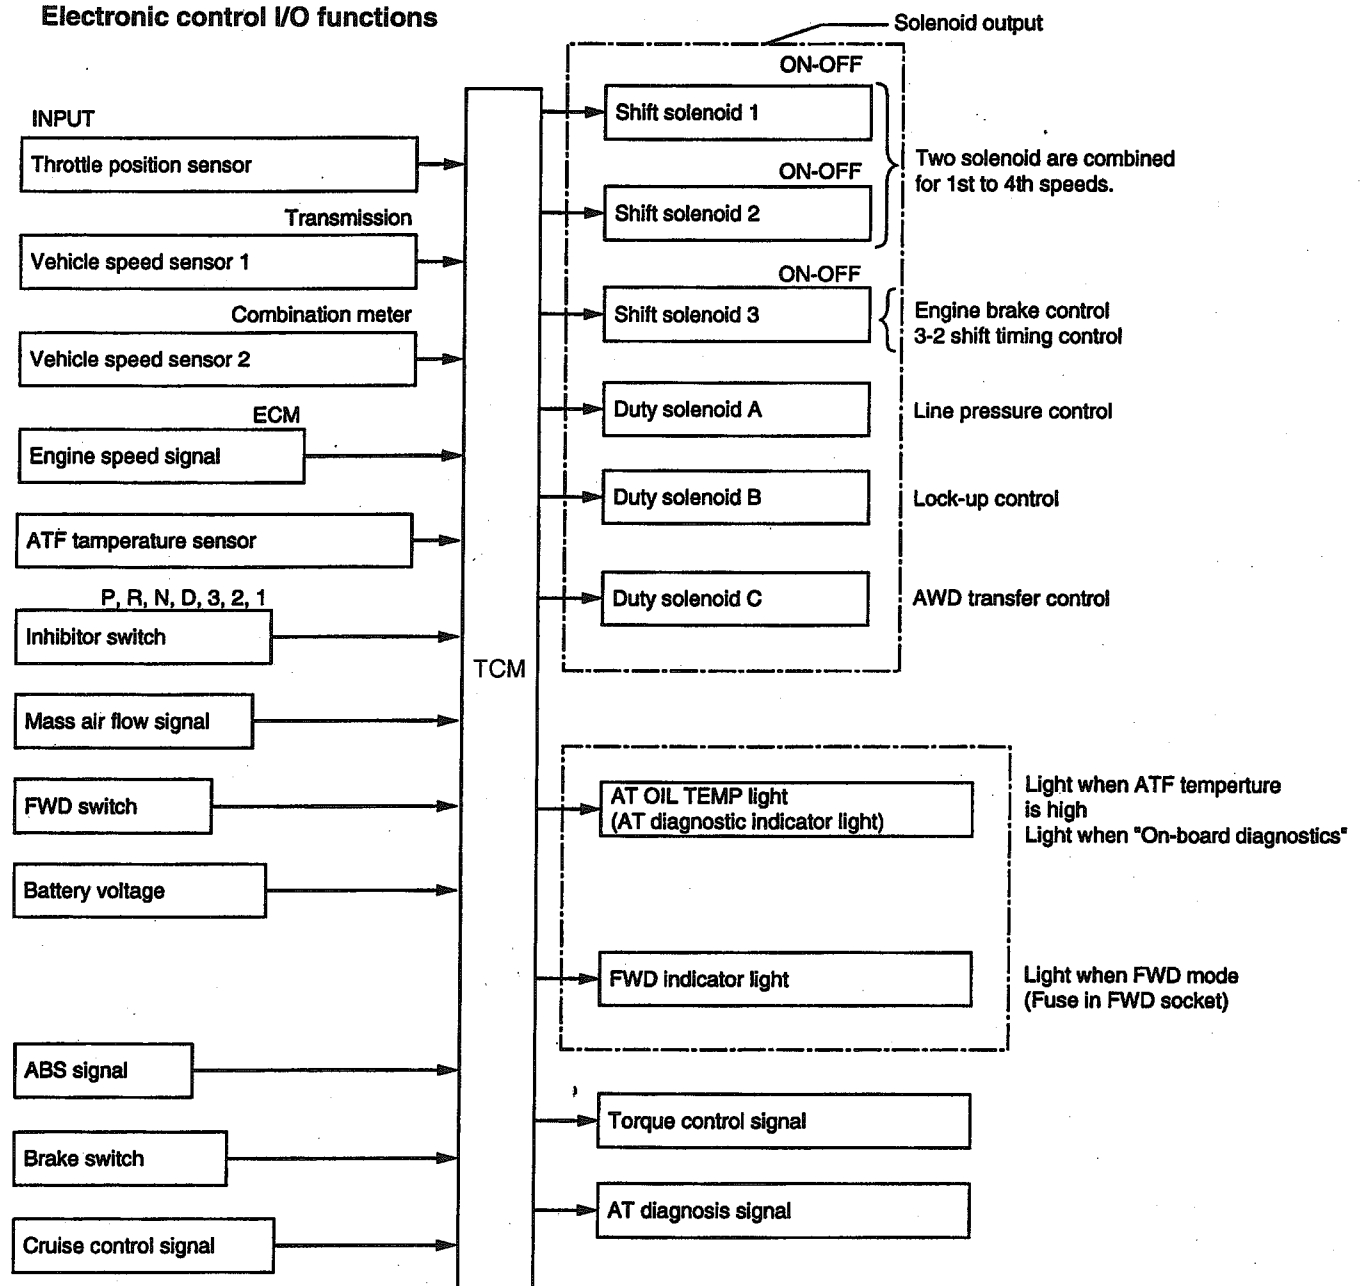 Electronic control I/O functions
Solenoid output
ON-OFF
INPUT
Shift solenoid 1
Throttle position sensor
Two solenoid are combined
for 1st to 4th speeds.
ON-OFF
Transmission
Shift solenoid 2
Vehicle speed sensor 1
ON-OFF
Combination meter
Shift solenoid 3
Engine brake control
3-2 shift timing control
Vehicle speed sensor 2
ECM
Duty solenoid A
Line pressure control
Engine speed signal
Duty solenoid B
Lock-up control
ATF tamperature sensor
P, R, N, D, 3, 2, 1
Duty solenoid C
AWD transfer control
Inhibitor switch
TCM
Mass air flow signal
FWD switch
AT OIL TEMP light
(AT diagnostic indicator light)
Light when ATF temperture
is high
Light when "On-board diagnostics"
Battery voltage
FWD indicator light
Light when FWD mode
(Fuse in FWD socket)
ABS signal
Torque control signal
Brake switch
AT diagnosis signal
Cruise control signal